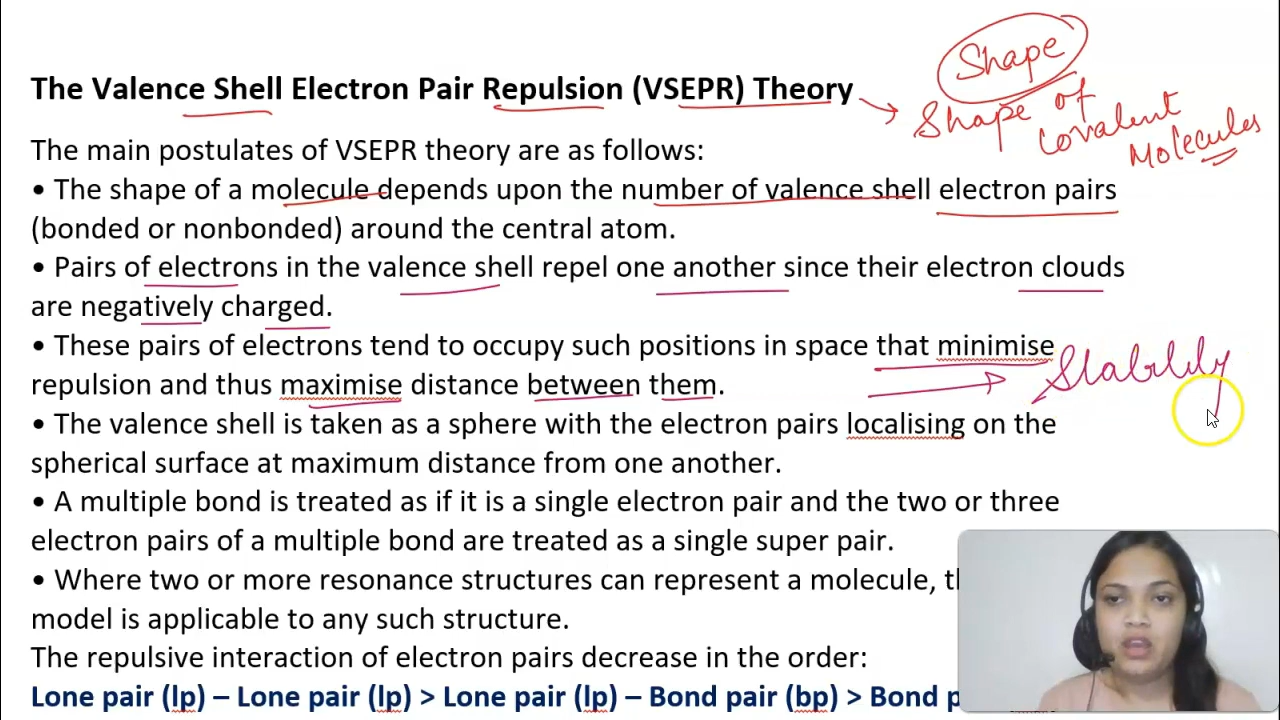 Shape
The Valence Shell Electron Pair Repulsion (VSEPR) Theory
Shape of
covalent
Molecules
The main postulates of VSEPR theory are as follows:
• The shape of a molecule depends upon the number of valence shell electron pairs
(bonded or nonbonded) around the central atom.
• Pairs of electrons in the valence shell repel one another since their electron clouds
are negatively charged.
• These pairs of electrons tend to occupy such positions in space that minimise
repulsion and thus maximise distance between them.
Stability
• The valence shell is taken as a sphere with the electron pairs localising on the
spherical surface at maximum distance from one another.
• A multiple bond is treated as if it is a single electron pair and the two or three
electron pairs of a multiple bond are treated as a single super pair.
• Where two or more resonance structures can represent a molecule,
model is applicable to any such structure.
The repulsive interaction of electron pairs decrease in the order:
Lone pair (lp) – Lone pair (lp) > Lone pair (lp) – Bond pair (bp) > Bond